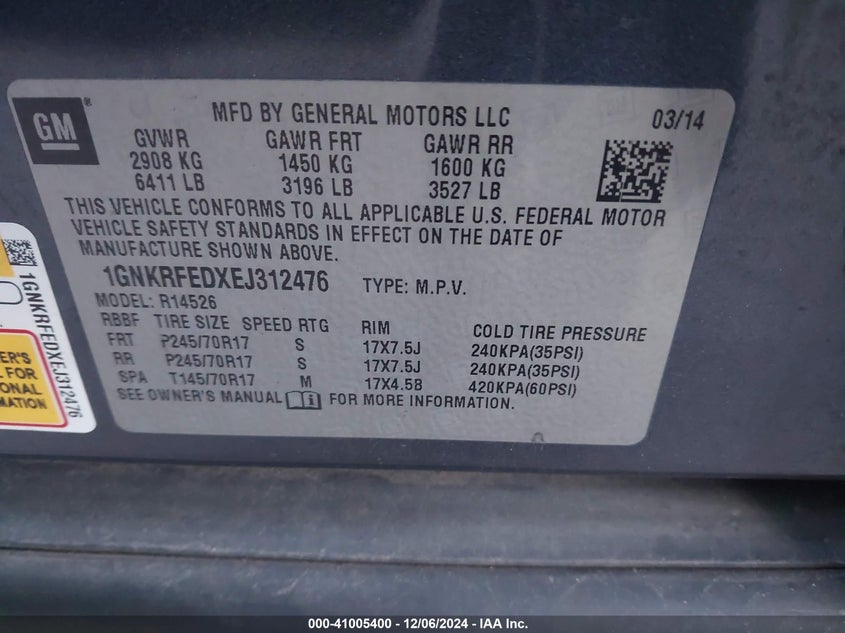 GM
MFD BY GENERAL MOTORS LLC 03/14
GVWR GAWR FRT GAWR RR
2908 KG 1450 KG 1600 KG
6411 LB 3196 LB 3527 LB
THIS VEHICLE CONFORMS TO ALL APPLICABLE U.S. FEDERAL MOTOR
VEHICLE SAFETY STANDARDS IN EFFECT ON THE DATE OF
MANUFACTURE SHOWN ABOVE.
1GNKRFEDXEJ312476 TYPE: M.P.V.
MODEL: R14526
RBBF TIRE SIZE SPEED RTG RIM COLD TIRE PRESSURE
FRT P245/70R17 S 17X7.5J 240KPA(35PSI)
RR P245/70R17 S 17X7.5J 240KPA(35PSI)
SPA T145/70R17 M 17X4.5B 420KPA(60PSI)
SEE OWNER'S MANUAL FOR MORE INFORMATION.
1GNKRFEDXEJ312476
ER'S
L FOR
IONAL
MATION
000-41005400 - 12/06/2024 - IAA Inc.